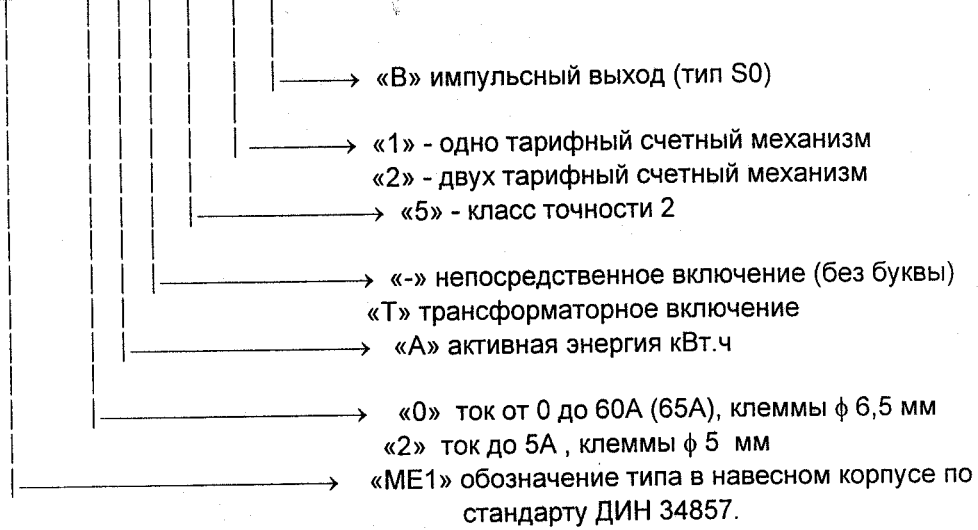 «В» импульсный выход (тип S0)
«1» - одно тарифный счетный механизм
«2» - двух тарифный счетный механизм
«5» - класс точности 2
«-» непосредственное включение (без буквы)
«Т» трансформаторное включение
«А» активная энергия кВт.ч
«0» ток от 0 до 60А (65А), клеммы ϕ 6,5 мм
«2» ток до 5А , клеммы ϕ 5 мм
«МЕ1» обозначение типа в навесном корпусе по
стандарту ДИН 34857.